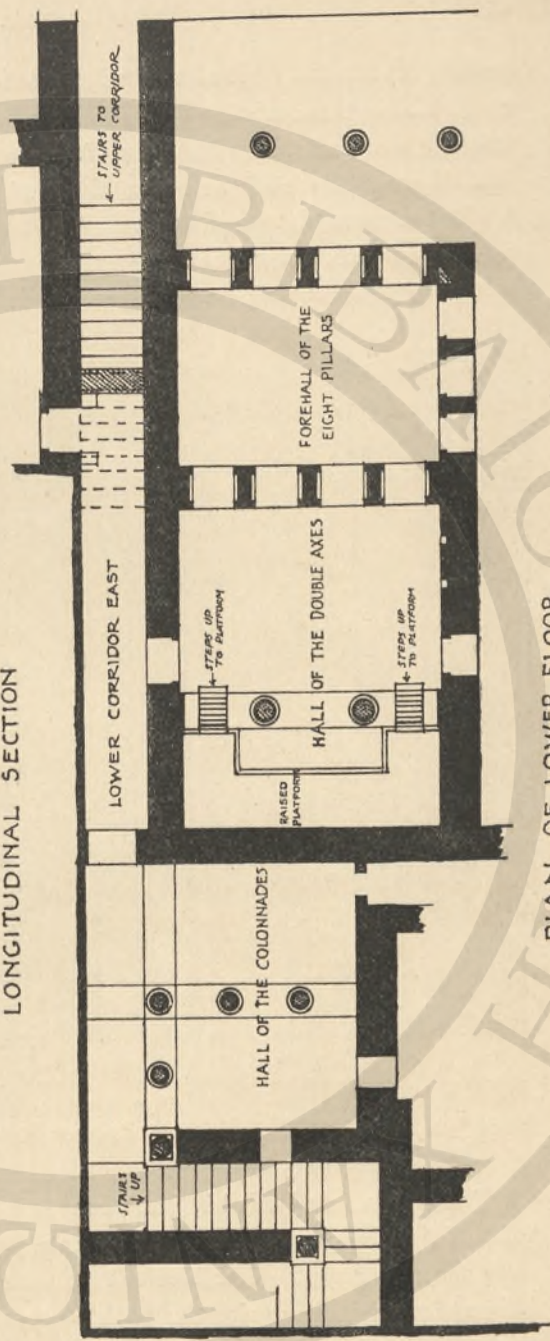 LONGITUDINAL SECTION
STAIRS TO
UPPER CORRIDOR
LOWER CORRIDOR EAST
FOREHALL OF THE
EIGHT PILLARS
STEPS UP
TO PLATFORM
HALL OF THE DOUBLE AXES
STEPS UP
TO PLATFORM
RAISED
PLATFORM
HALL OF THE COLONNADES
STAIRS
UP
PLAN OF LOWER FLOOR